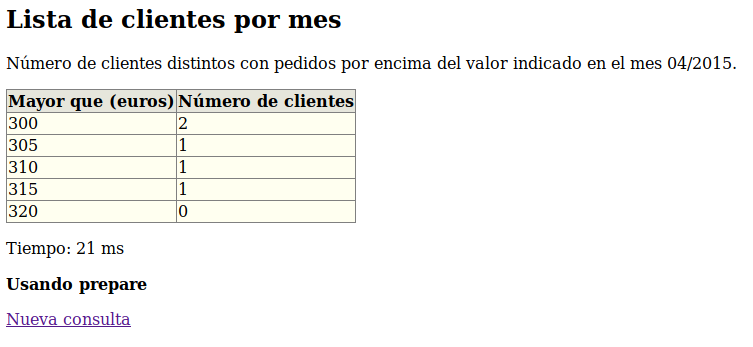 Lista de clientes por mes
Número de clientes distintos con pedidos por encima del valor indicado en el mes 04/2015.
Mayor que (euros) Número de clientes
300 2
305 1
310 1
315 1
320 0
Tiempo: 21 ms
Usando prepare
Nueva consulta